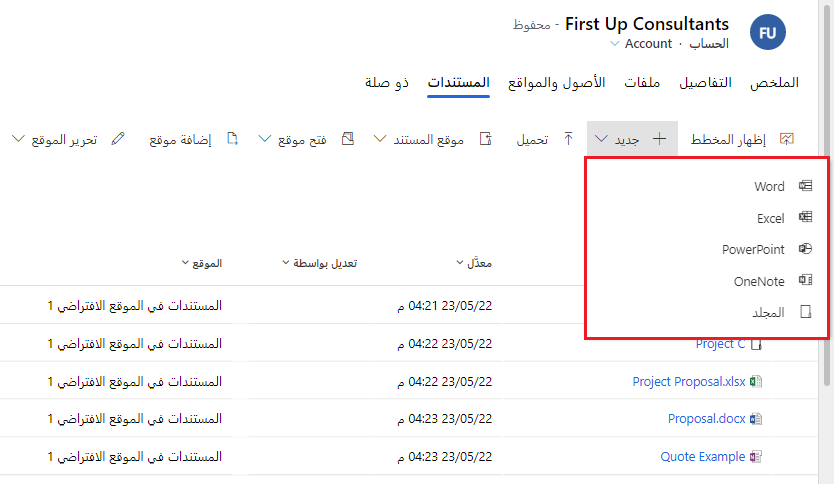 FU
First Up Consultants - محفوظ
الحساب · Account
الملخص
التفاصيل
ملفات
الأصول والمواقع
المستندات
ذو صلة
إظهار المخطط
جديد
تحميل
موقع المستند
فتح موقع
إضافة موقع
تحرير الموقع
Word
Excel
PowerPoint
OneNote
المجلد
معدَّل
تعديل بواسطة
الموقع
23/05/22 04:21 م
المستندات في الموقع الافتراضي 1
Project C
23/05/22 04:22 م
المستندات في الموقع الافتراضي 1
Project Proposal.xlsx
23/05/22 04:22 م
المستندات في الموقع الافتراضي 1
Proposal.docx
23/05/22 04:23 م
المستندات في الموقع الافتراضي 1
Quote Example
23/05/22 04:23 م
المستندات في الموقع الافتراضي 1